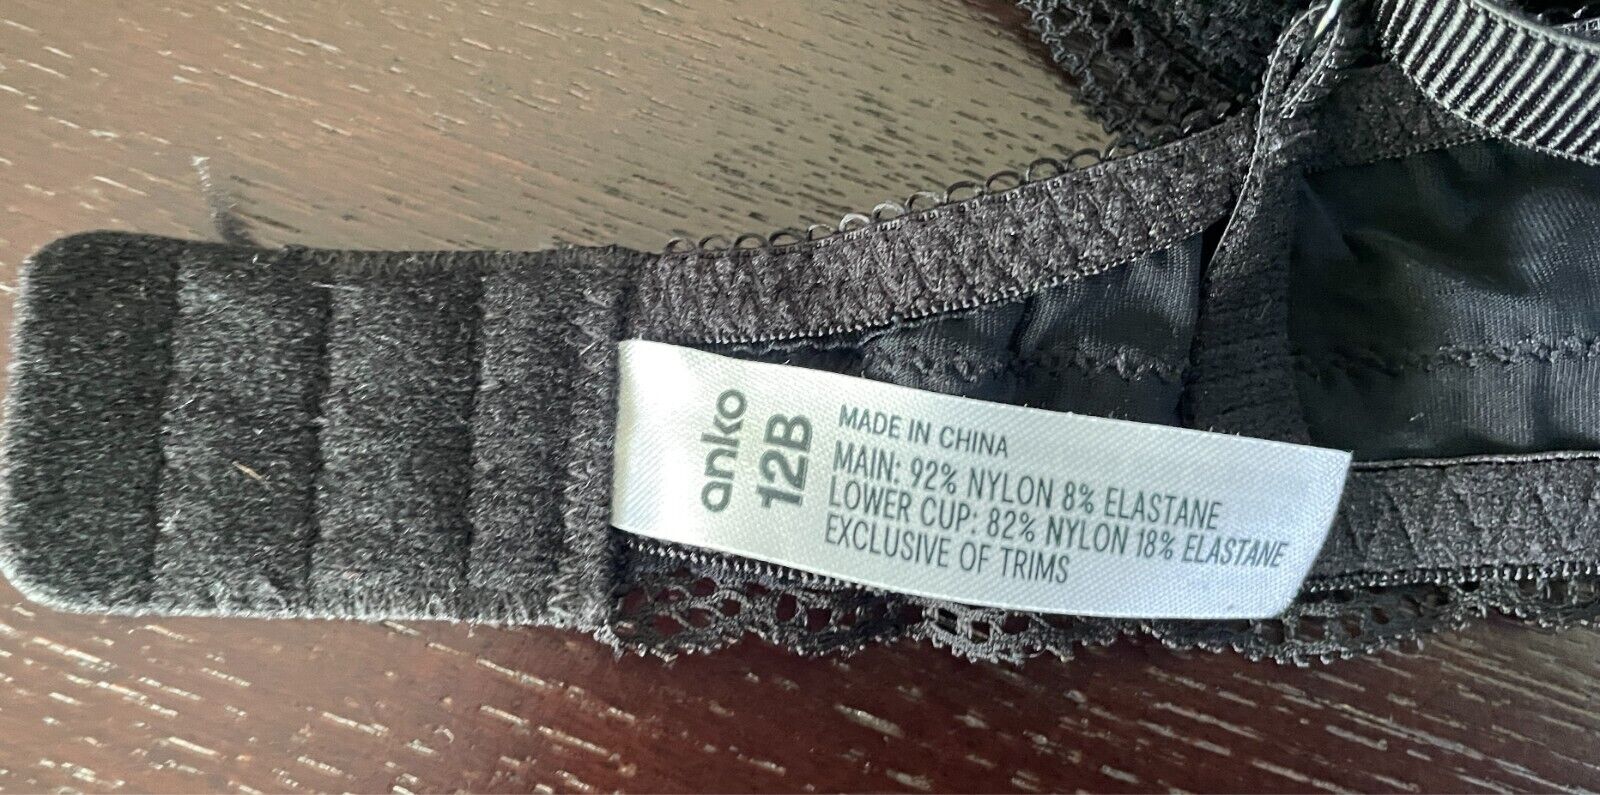 anko
12B
MADE IN CHINA
MAIN: 92% NYLON 8% ELASTANE
LOWER CUP: 82% NYLON 18% ELASTANE
EXCLUSIVE OF TRIMS